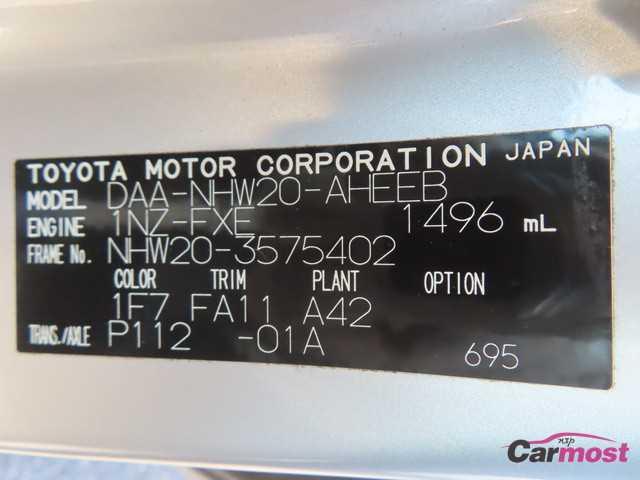 TOYOTA MOTOR CORPORATION JAPAN
MODEL DAA-NHW20-AHEEB
ENGINE 1NZ-FXE 1496 mL
FRAME No. NHW20-3575402
COLOR TRIM PLANT OPTION
1F7 FA11 A42
TRANS./AXLE P112 -01A
695
nsp
Carmost